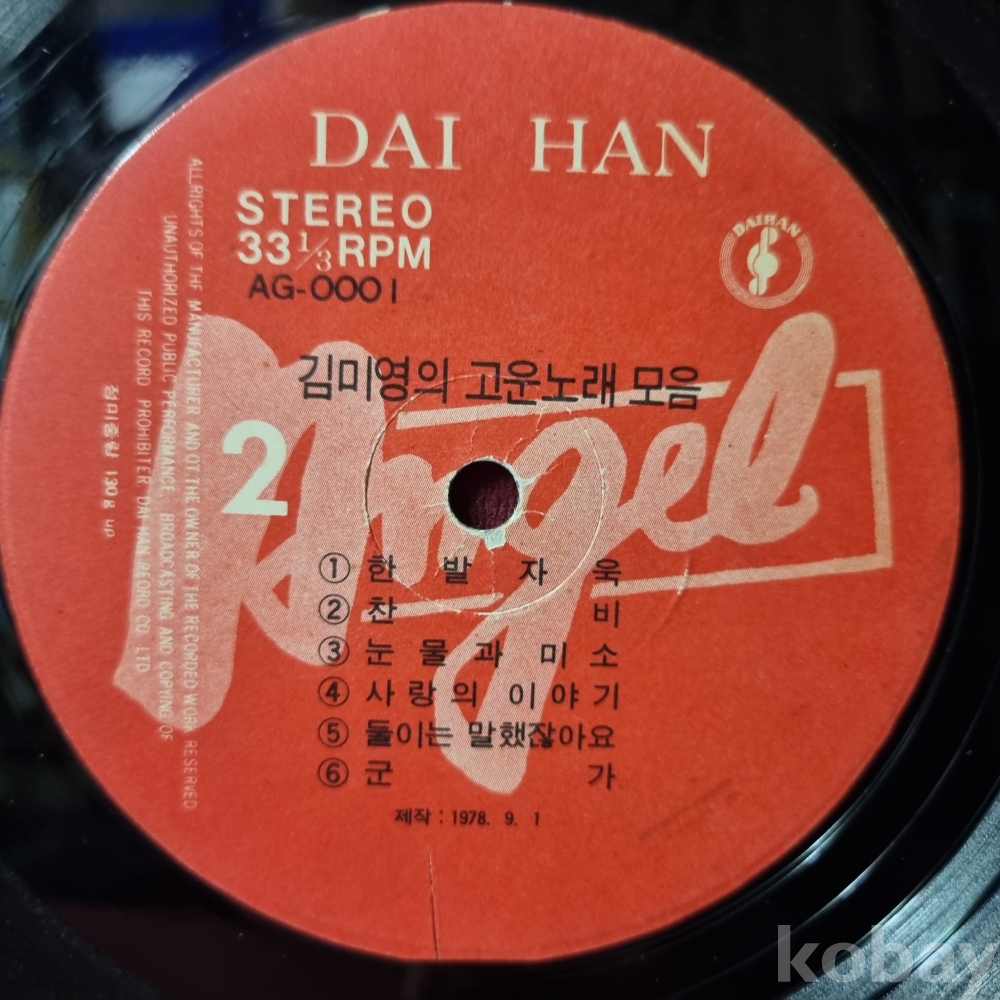 DAI HAN
STEREO
33 1/3 RPM
AG-0001
DAIHAN
김미영의 고운노래 모음
Angel
2
① 한발자욱
② 찬비
③ 눈물과 미소
④ 사랑의 이야기
⑤ 둘이는 말했잖아요
⑥ 군가
제작 : 1978. 9. 1
ALL RIGHTS OF THE MANUFACTURER AND OT THE OWNER OF THE RECORDED WORK RESERVED
UNAUTHORIZED PUBLIC PERFORMANCE, BROADCASTING AND COPYING OF
THIS RECORD PROHIBITER DAI HAN RECORD CO. LTD.
130g up
kobay